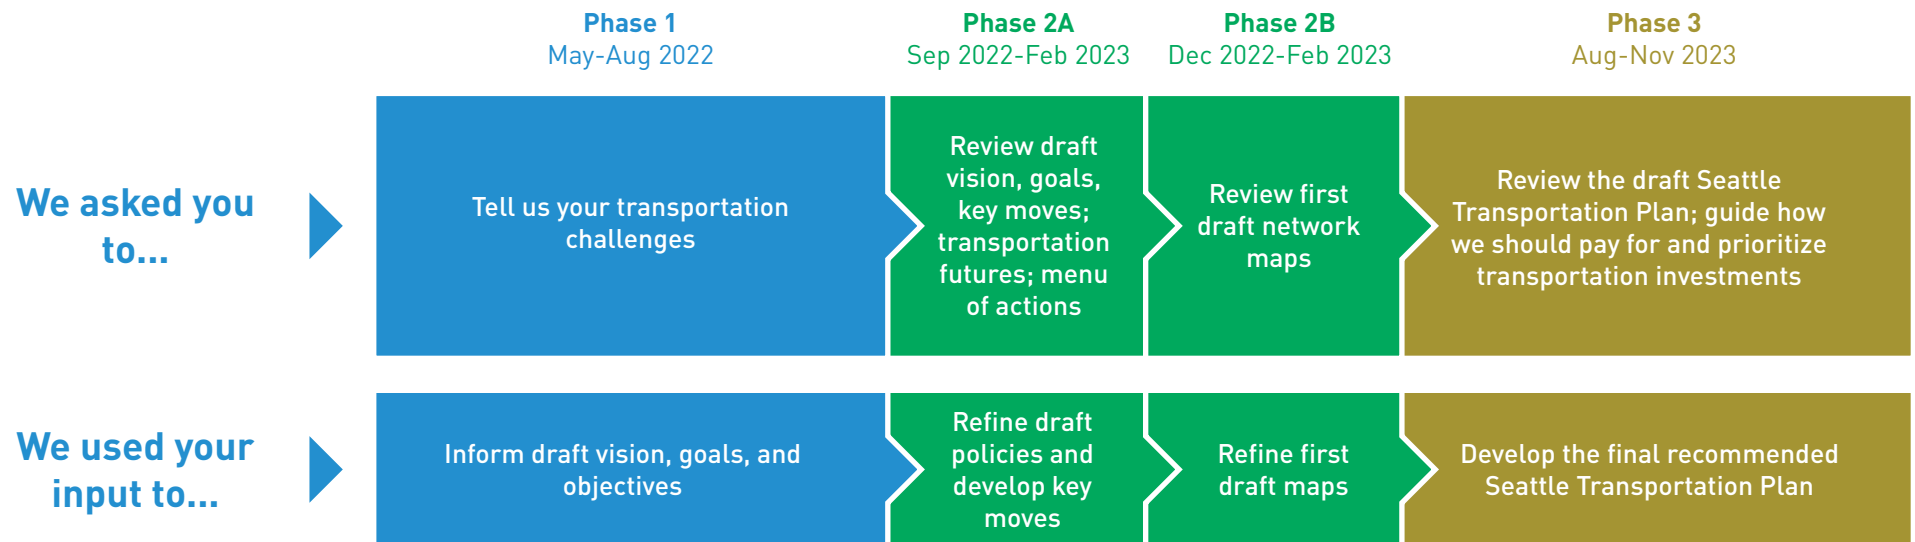 Phase 1
May-Aug 2022
Phase 2A
Sep 2022-Feb 2023
Phase 2B
Dec 2022-Feb 2023
Phase 3
Aug-Nov 2023
We asked you
to...
Tell us your transportation
challenges
Review draft
vision, goals,
key moves;
transportation
futures; menu
of actions
Review first
draft network
maps
Review the draft Seattle
Transportation Plan; guide how
we should pay for and prioritize
transportation investments
We used your
input to...
Inform draft vision, goals, and
objectives
Refine draft
policies and
develop key
moves
Refine first
draft maps
Develop the final recommended
Seattle Transportation Plan